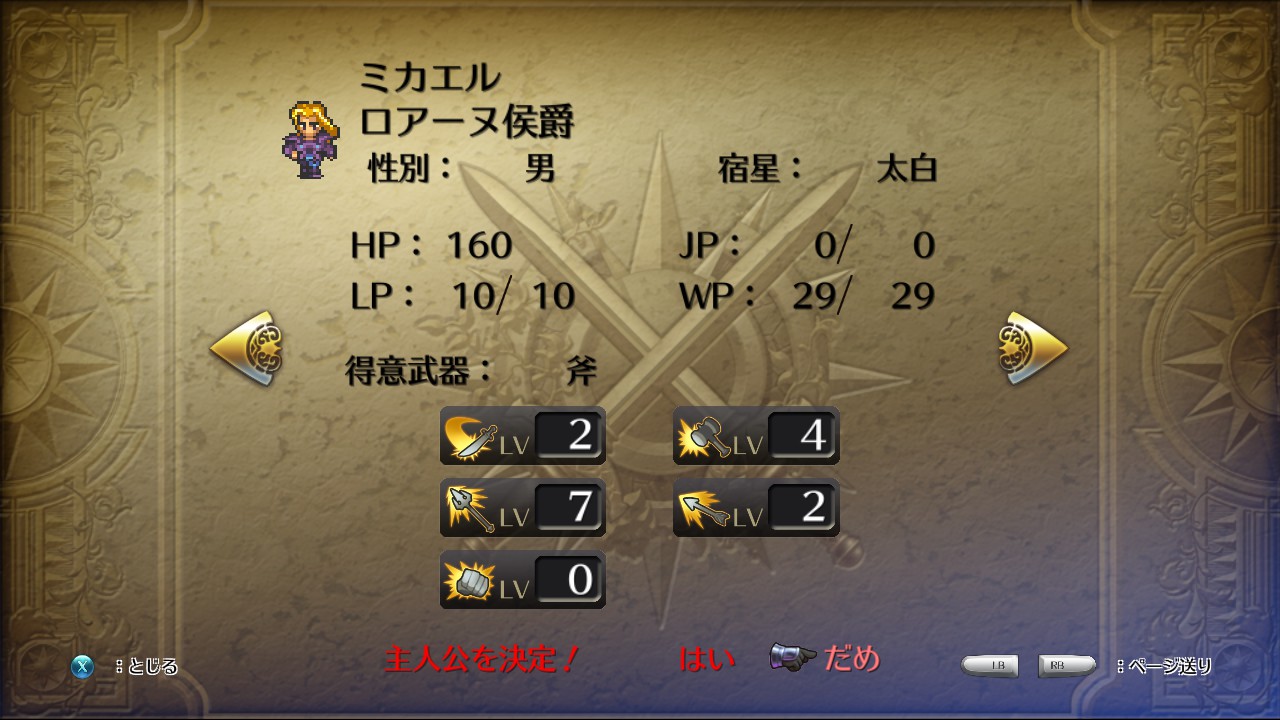 ミカエル
ロアーヌ侯爵
性別： 男 宿星： 太白
HP： 160 JP： 0/ 0
LP： 10/ 10 WP： 29/ 29
得意武器： 斧
LV 2 LV 4
LV 7 LV 2
LV 0
主人公を決定！ はい だめ
X ：とじる LB RB ：ページ送り